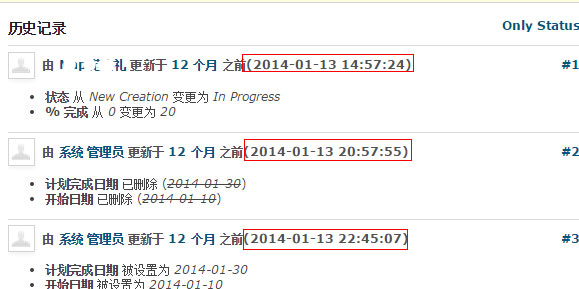 历史记录
Only Status
由 礼 更新于 12 个月 之前(2014-01-13 14:57:24)
#1
状态 从 New Creation 变更为 In Progress
% 完成 从 0 变更为 20
由 系统 管理员 更新于 12 个月 之前(2014-01-13 20:57:55)
#2
计划完成日期 已删除 (2014-01-30)
开始日期 已删除 (2014-01-10)
由 系统 管理员 更新于 12 个月 之前(2014-01-13 22:45:07)
#3
计划完成日期 被设置为 2014-01-30
开始日期 被设置为 2014-01-10